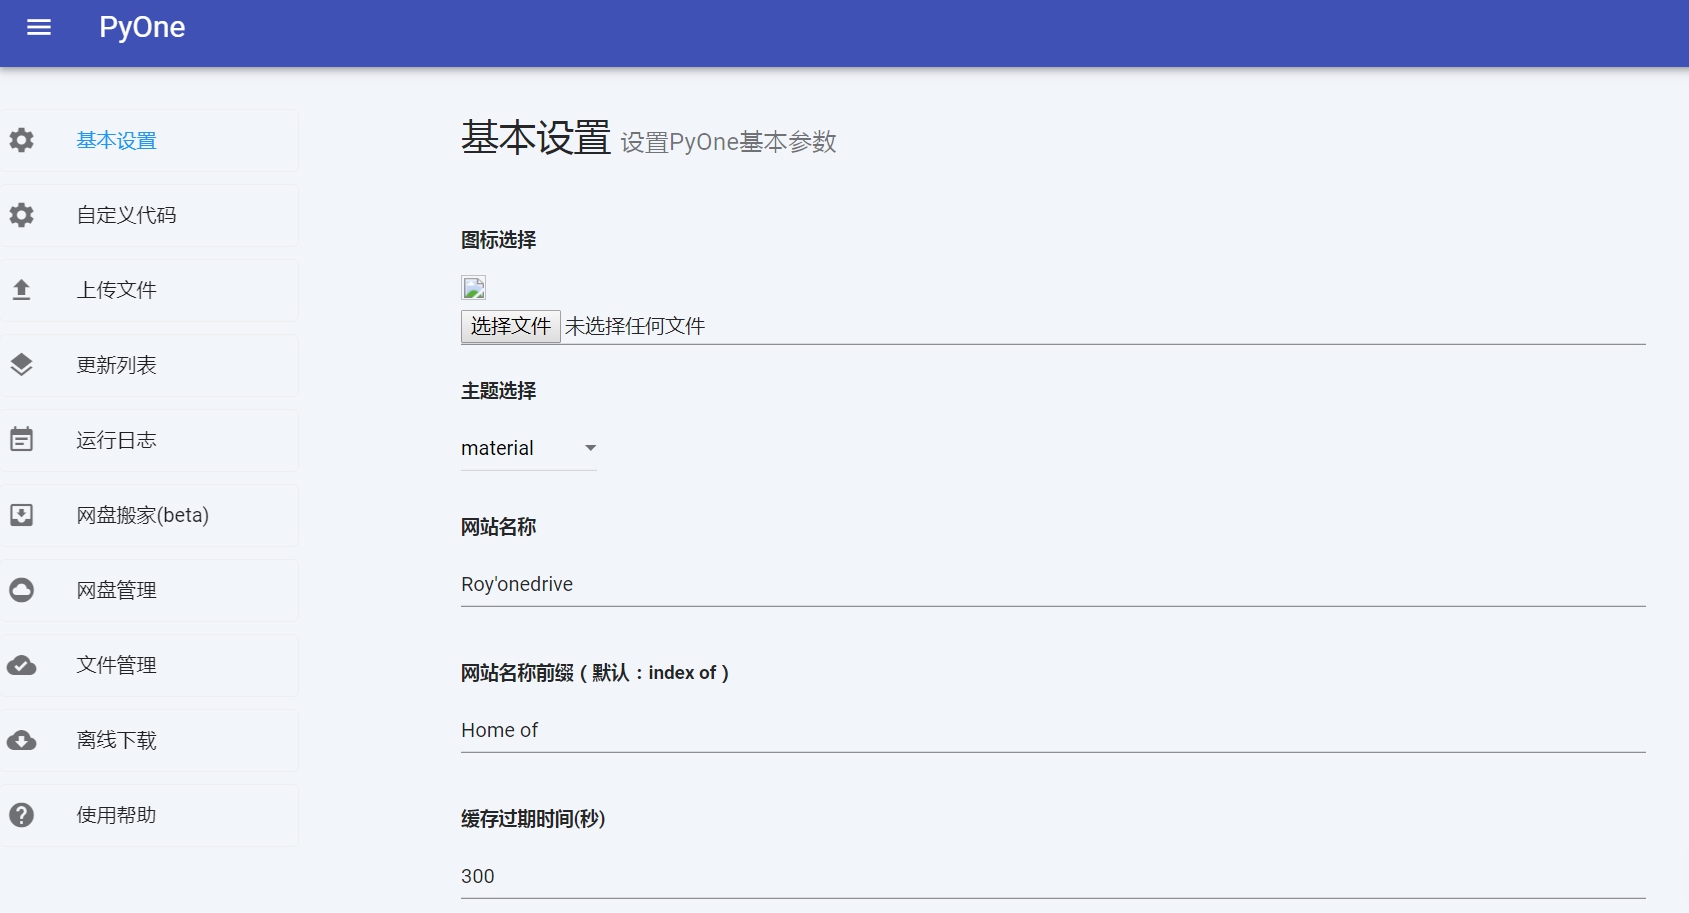 PyOne
基本设置
自定义代码
上传文件
更新列表
运行日志
网盘搬家(beta)
网盘管理
文件管理
离线下载
使用帮助
基本设置 设置PyOne基本参数
图标选择
选择文件 未选择任何文件
主题选择
material
网站名称
Roy'onedrive
网站名称前缀（默认：index of）
Home of
缓存过期时间(秒)
300